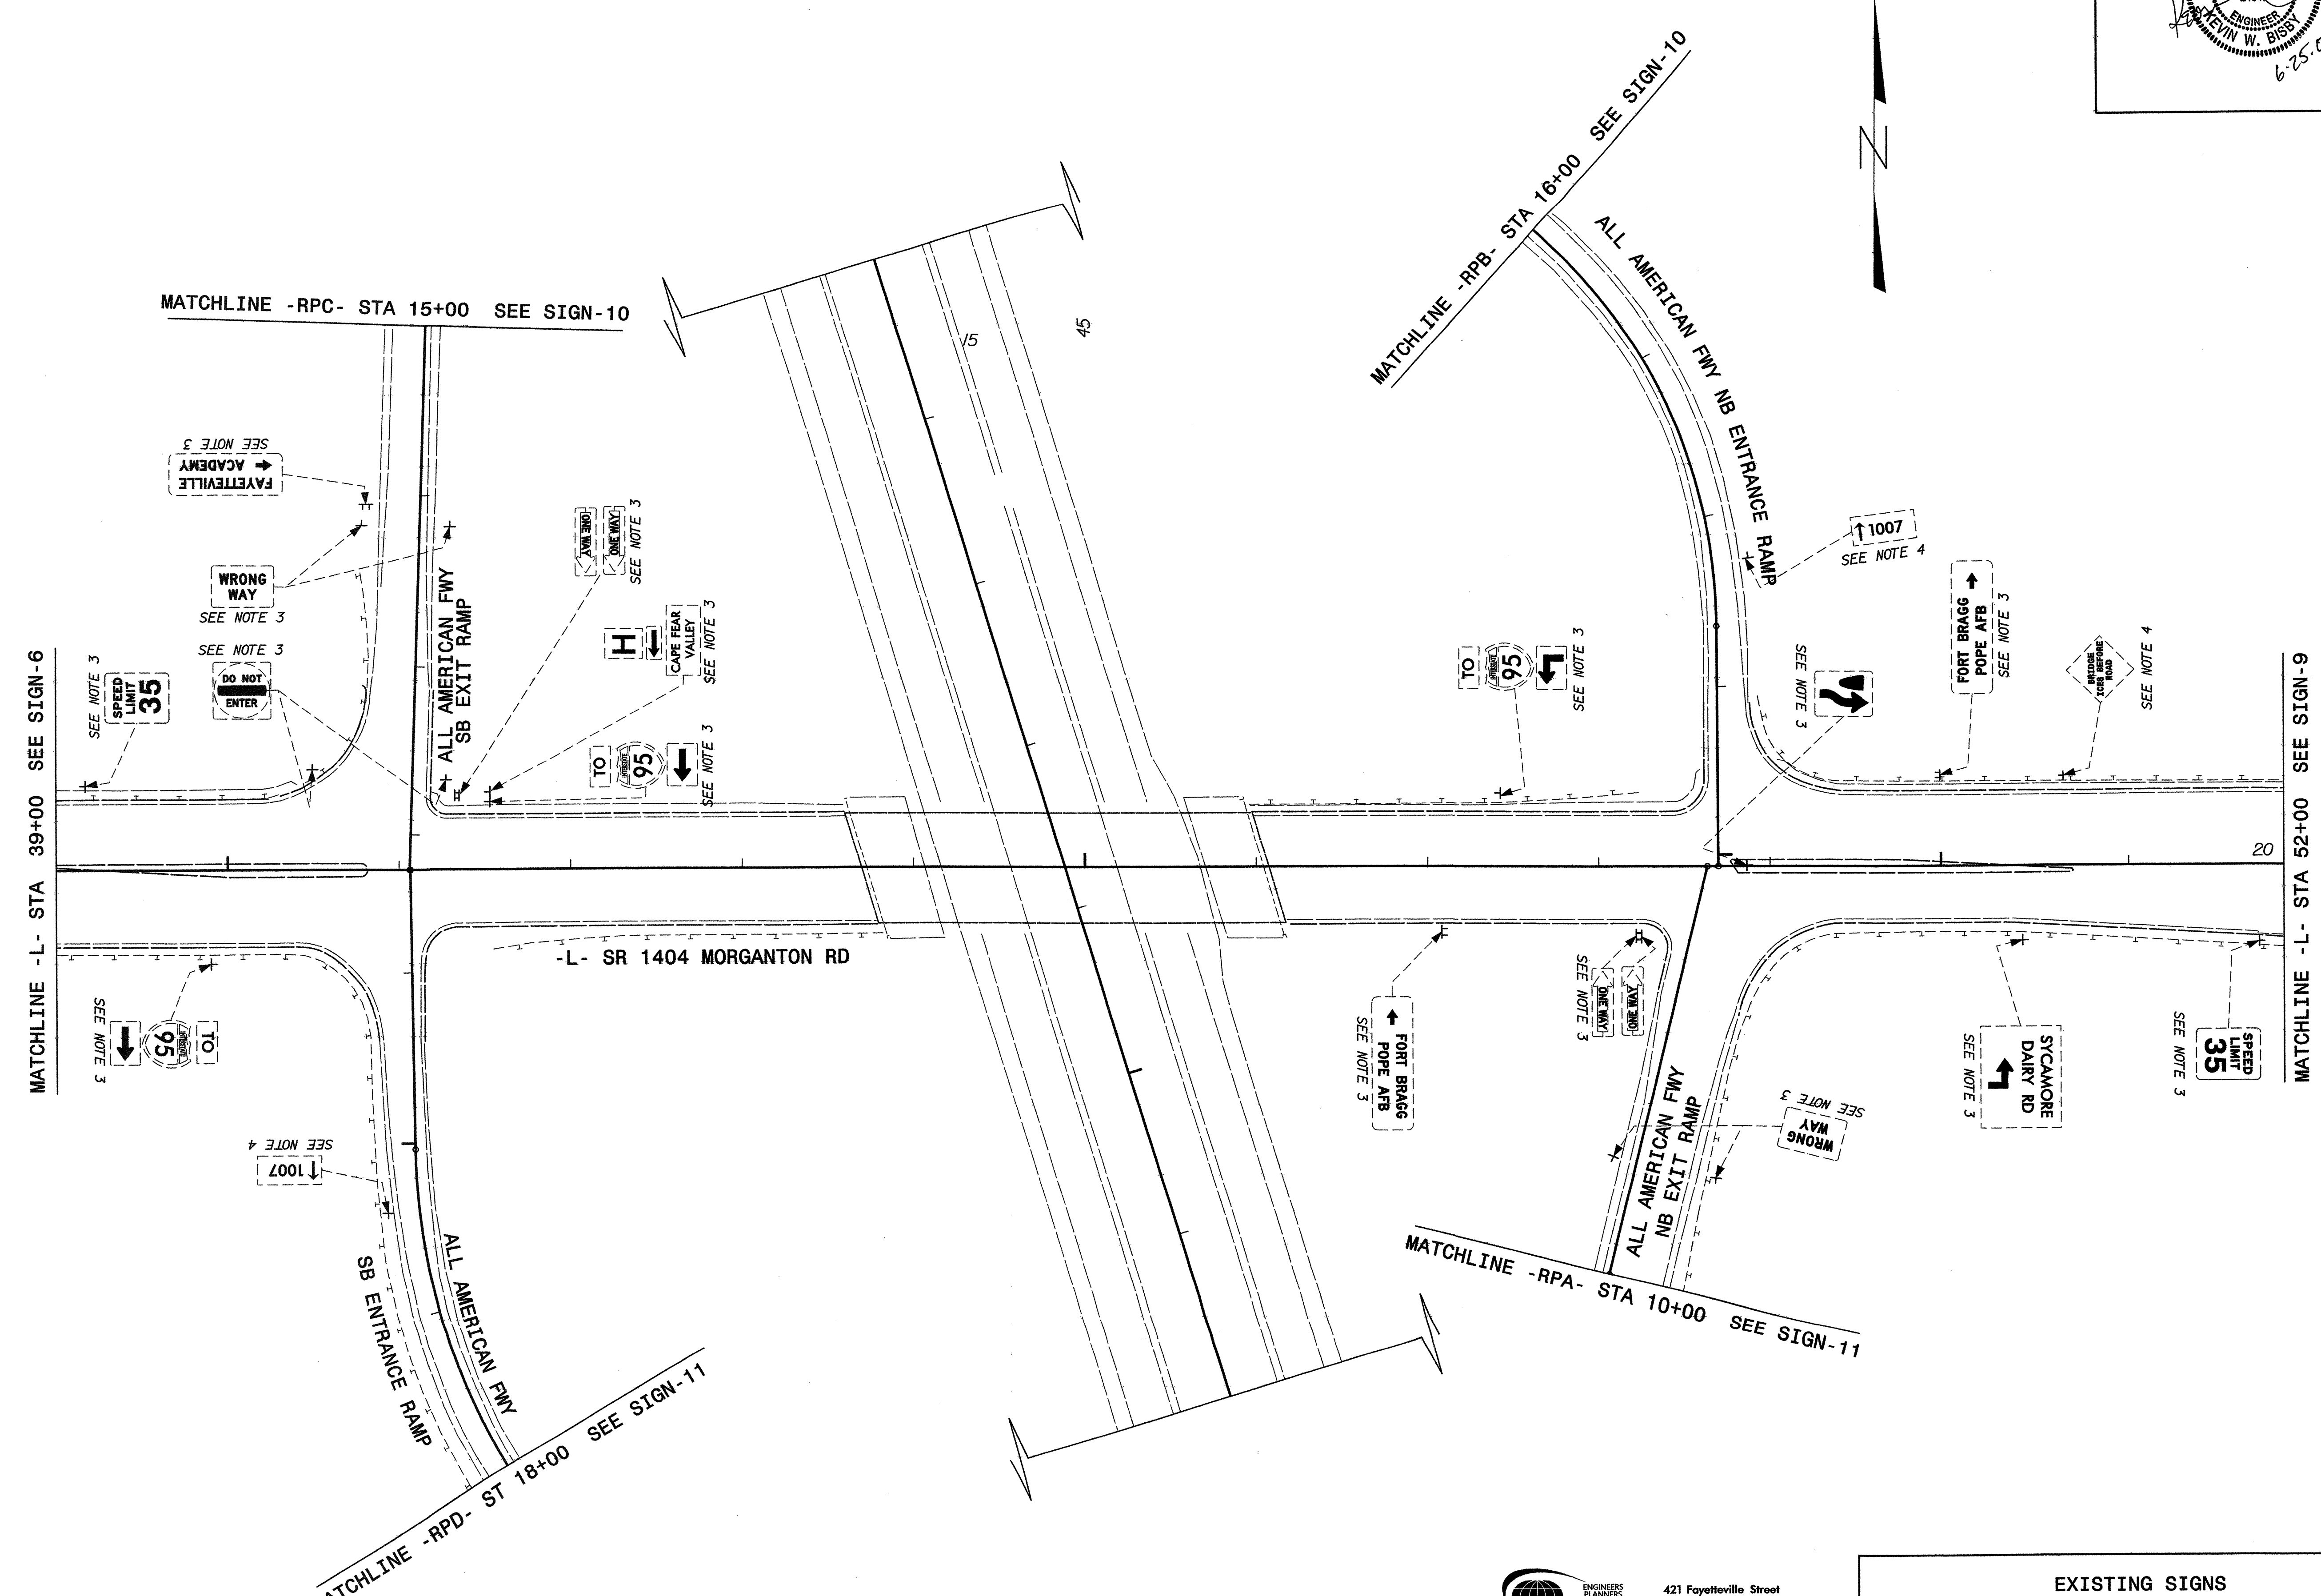 ENGINEER
KEVIN W. BISBY
6-25-0
N
MATCHLINE -RPB- STA 16+00 SEE SIGN-10
ALL AMERICAN FWY NB ENTRANCE RAMP
MATCHLINE -RPC- STA 15+00 SEE SIGN-10
15
45
SEE NOTE 3
FAYETTEVILLE
ACADEMY
WRONG
WAY
SEE NOTE 3
SEE NOTE 3
DO NOT
ENTER
SEE NOTE 3
SPEED
LIMIT
35
ALL AMERICAN FWY
SB EXIT RAMP
ONE WAY
ONE WAY
SEE NOTE 3
H
CAPE FEAR
VALLEY
SEE NOTE 3
TO
INTERSTATE
95
SEE NOTE 3
TO
INTERSTATE
95
SEE NOTE 3
1007
SEE NOTE 4
SEE NOTE 3
FORT BRAGG
POPE AFB
SEE NOTE 3
BRIDGE
ICES BEFORE
ROAD
SEE NOTE 4
MATCHLINE -L- STA 39+00 SEE SIGN-6
MATCHLINE -L- STA 52+00 SEE SIGN-9
20
-L- SR 1404 MORGANTON RD
SEE NOTE 3
TO
INTERSTATE
95
SEE NOTE 4
1007
SB ENTRANCE RAMP
ALL AMERICAN FWY
ATCHLINE -RPD- ST 18+00 SEE SIGN-11
FORT BRAGG
POPE AFB
SEE NOTE 3
ONE WAY
ONE WAY
SEE NOTE 3
ALL AMERICAN FWY
NB EXIT RAMP
SEE NOTE 3
WRONG
WAY
SYCAMORE
DAIRY RD
SEE NOTE 3
SPEED
LIMIT
35
SEE NOTE 3
MATCHLINE -RPA- STA 10+00 SEE SIGN-11
ENGINEERS
PLANNERS
421 Fayetteville Street
EXISTING SIGNS